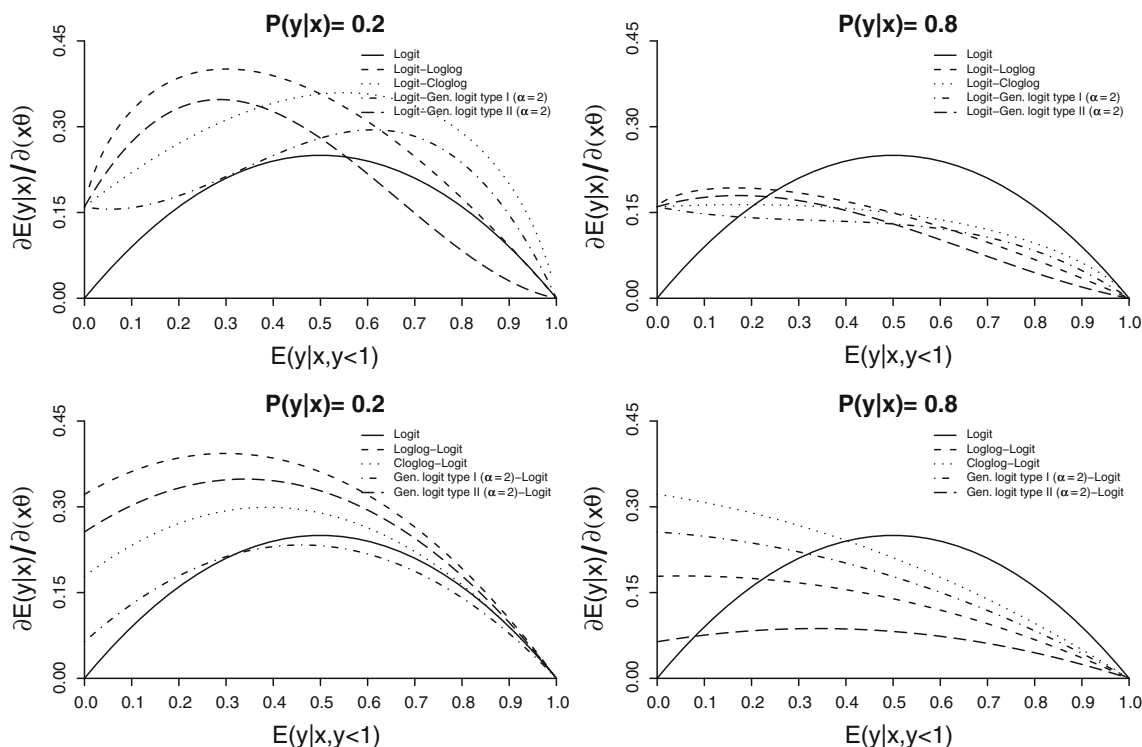 P(y|x)= 0.2
∂E(y|x)/∂(xθ)
0.00 0.15 0.30 0.45
Logit
Logit−Loglog
Logit−Cloglog
Logit−Gen. logit type I (α=2)
Logit−Gen. logit type II (α=2)
0.0 0.1 0.2 0.3 0.4 0.5 0.6 0.7 0.8 0.9 1.0
E(y|x,y<1)
P(y|x)= 0.8
∂E(y|x)/∂(xθ)
0.00 0.15 0.30 0.45
Logit
Logit−Loglog
Logit−Cloglog
Logit−Gen. logit type I (α=2)
Logit−Gen. logit type II (α=2)
0.0 0.1 0.2 0.3 0.4 0.5 0.6 0.7 0.8 0.9 1.0
E(y|x,y<1)
P(y|x)= 0.2
∂E(y|x)/∂(xθ)
0.00 0.15 0.30 0.45
Logit
Loglog−Logit
Cloglog−Logit
Gen. logit type I (α=2)−Logit
Gen. logit type II (α=2)−Logit
0.0 0.1 0.2 0.3 0.4 0.5 0.6 0.7 0.8 0.9 1.0
E(y|x,y<1)
P(y|x)= 0.8
∂E(y|x)/∂(xθ)
0.00 0.15 0.30 0.45
Logit
Loglog−Logit
Cloglog−Logit
Gen. logit type I (α=2)−Logit
Gen. logit type II (α=2)−Logit
0.0 0.1 0.2 0.3 0.4 0.5 0.6 0.7 0.8 0.9 1.0
E(y|x,y<1)